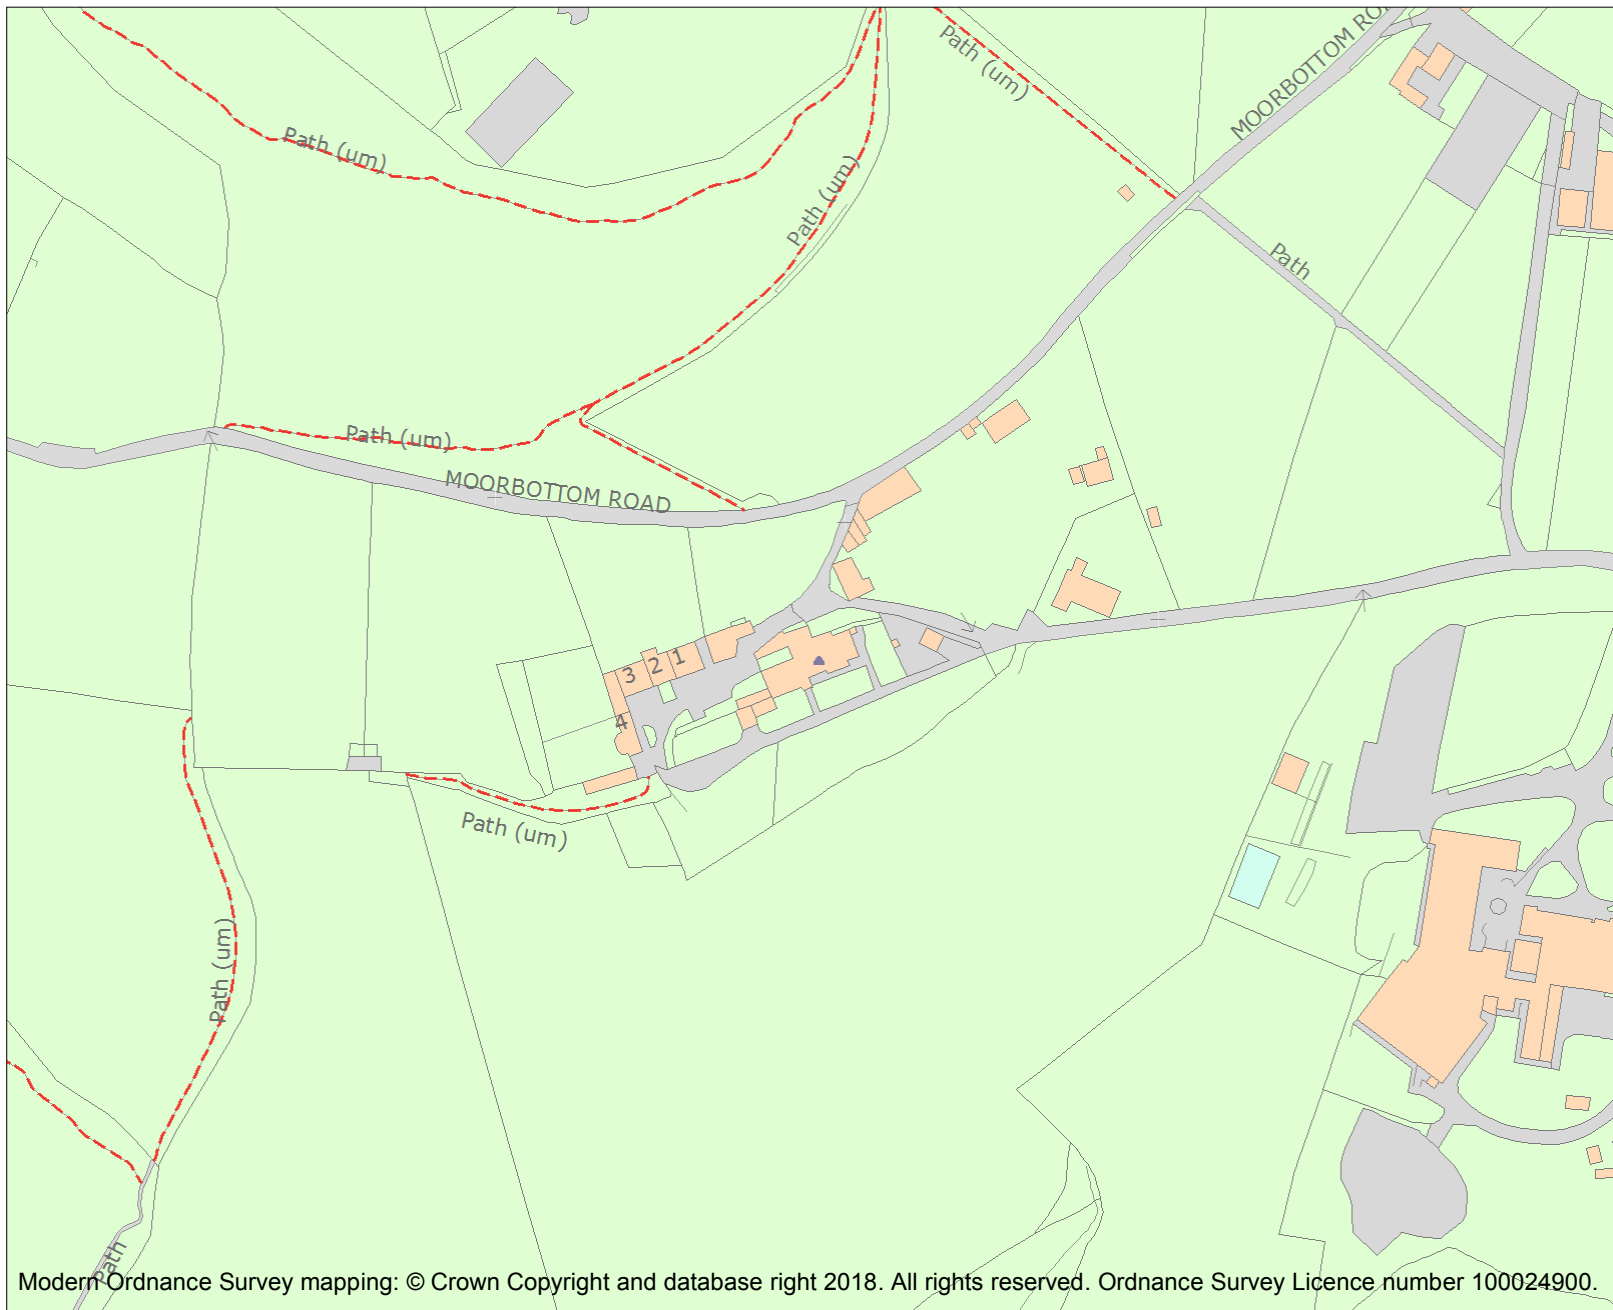 Path (um)
MOORBOTTOM RO
Path (um)
Path (um)
Path
Path (um)
MOORBOTTOM ROAD
3 2 1
4
Path (um)
Path (um)
Path
Modern Ordnance Survey mapping: © Crown Copyright and database right 2018. All rights reserved. Ordnance Survey Licence number 100024900.